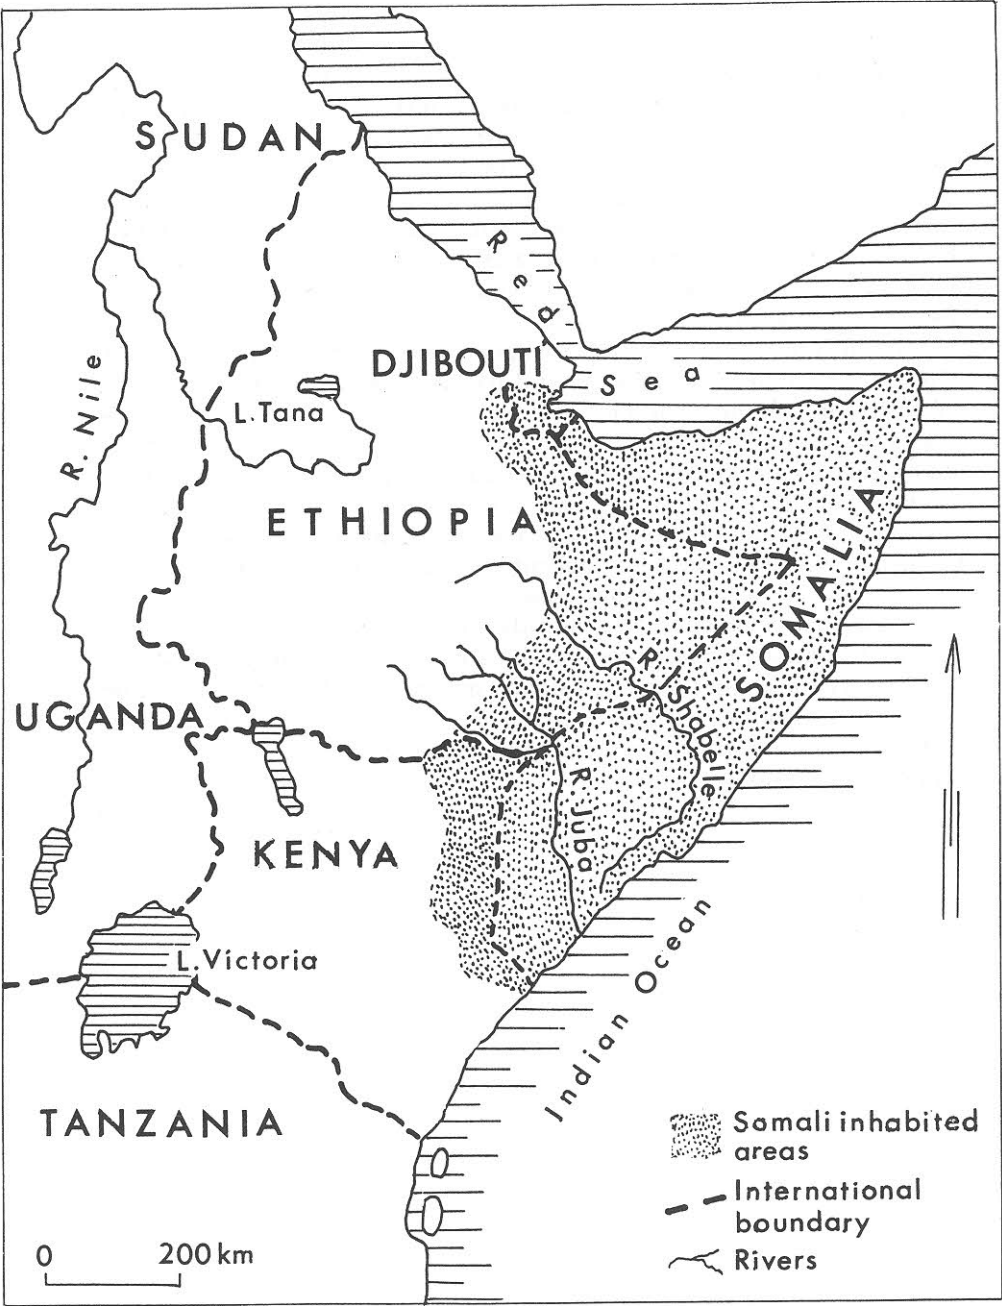 SUDAN
Red
Sea
DJIBOUTI
R. Nile
L. Tana
ETHIOPIA
SOMALIA
R Shabelle
UGANDA
R Juba
KENYA
L. Victoria
Indian Ocean
TANZANIA
Somali inhabited
areas
International
boundary
Rivers
0 200 km